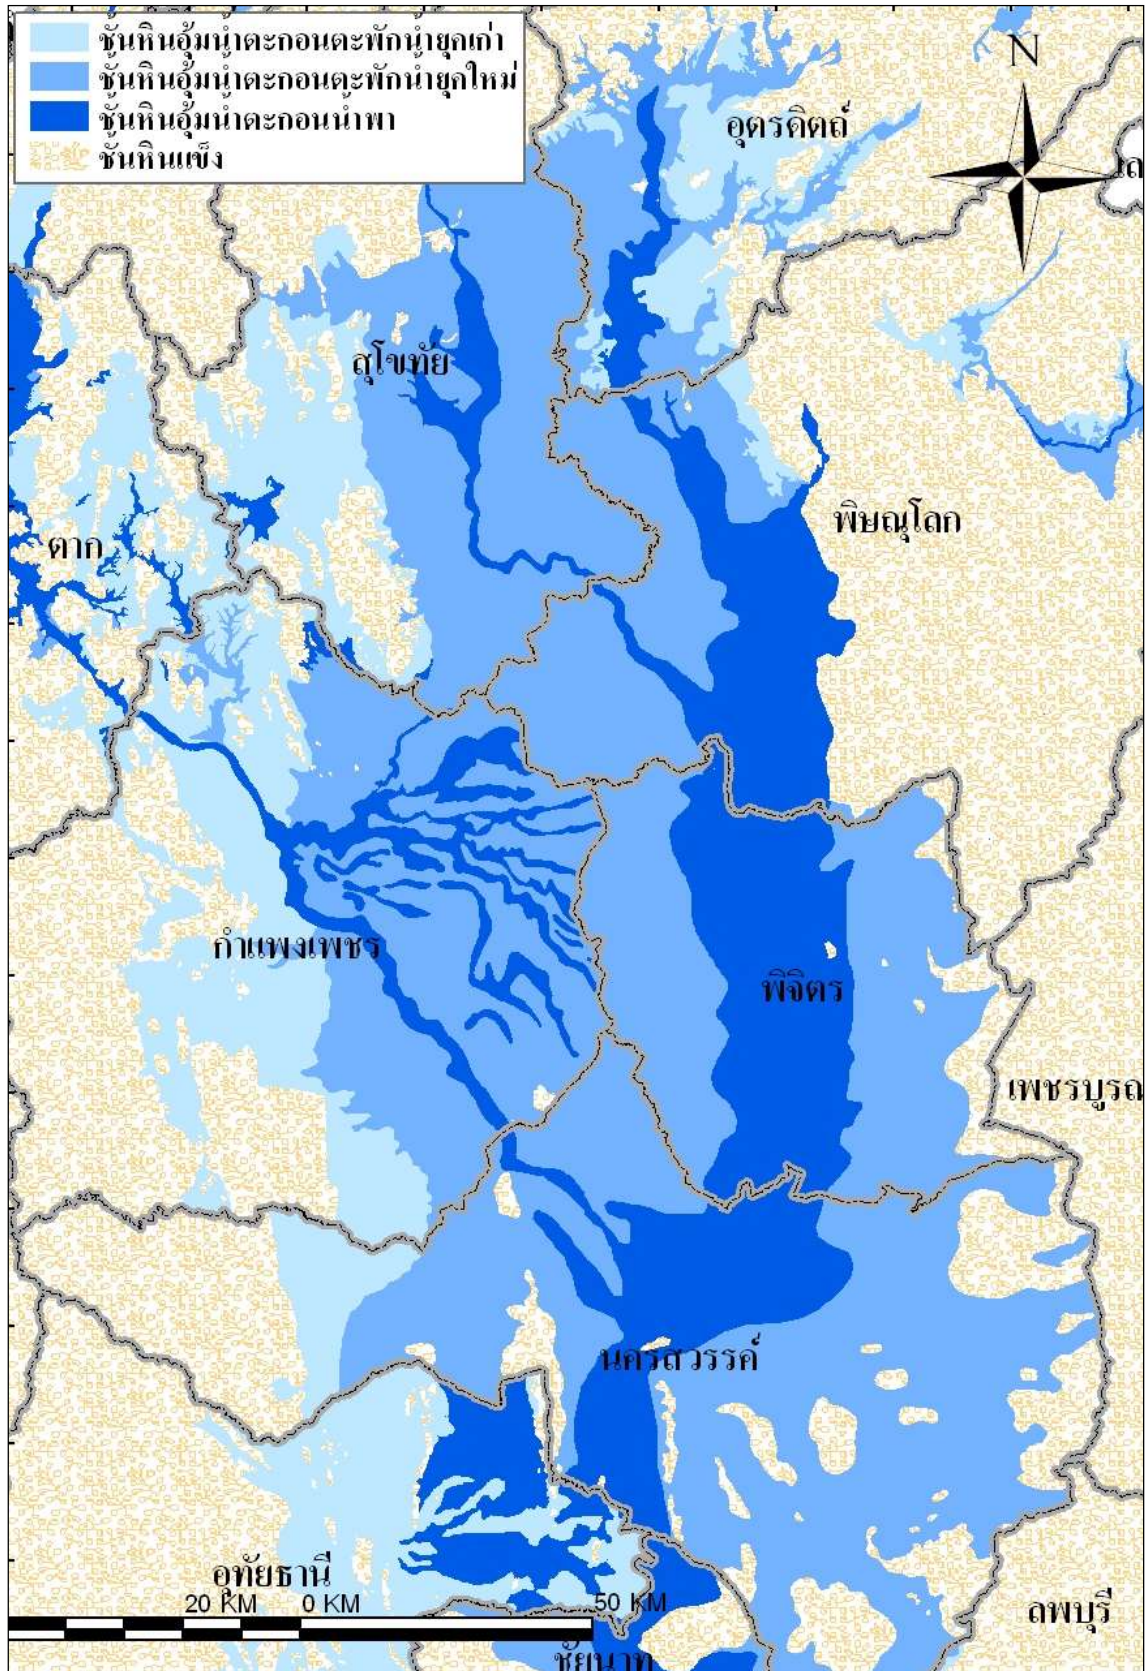 ชั้นหินอุ้มน้ำตะกอนตะพักน้ำยุคเก่า
ชั้นหินอุ้มน้ำตะกอนตะพักน้ำยุคใหม่
ชั้นหินอุ้มน้ำตะกอนน้ำพา
ชั้นหินแข็ง
N
อุตรดิตถ์
เล
สุโขทัย
พิษณุโลก
ตาก
กำแพงเพชร
พิจิตร
เพชรบูรณ
นครสวรรค์
อุทัยธานี
20 KM 0 KM 50 KM
ลพบุรี
ชัยนาท